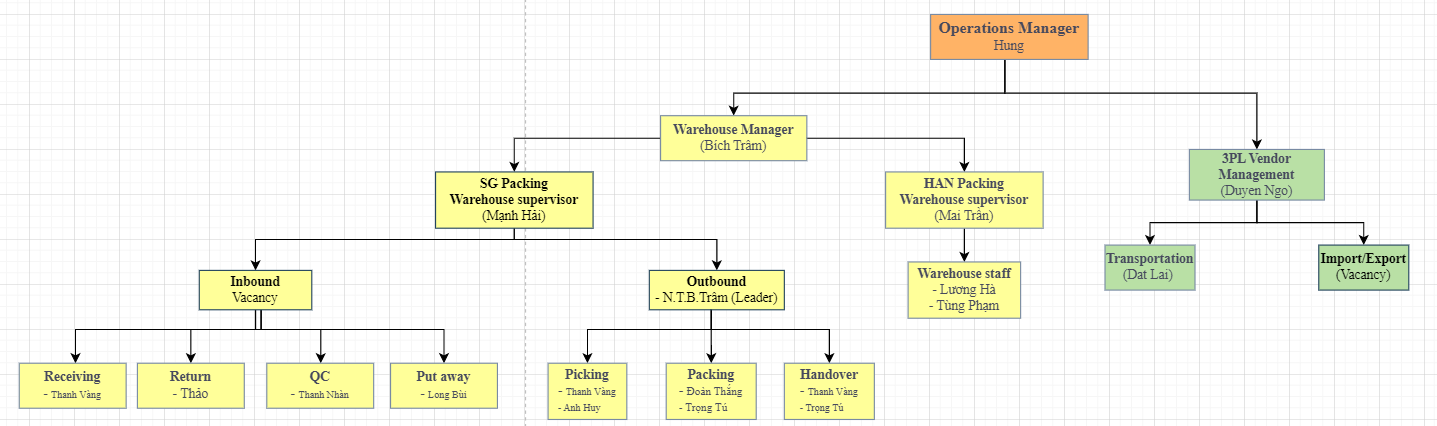 Operations Manager
Hung
Warehouse Manager
(Bích Trâm)
3PL Vendor
Management
(Duyen Ngo)
SG Packing
Warehouse supervisor
(Mạnh Hải)
HAN Packing
Warehouse supervisor
(Mai Trần)
Transportation
(Dat Lai)
Import/Export
(Vacancy)
Inbound
Vacancy
Outbound
- N.T.B.Trâm (Leader)
Warehouse staff
- Lương Hà
- Tùng Phạm
Receiving
- Thanh Vàng
Return
- Thảo
QC
- Thanh Nhàn
Put away
- Long Bùi
Picking
- Thanh Vàng
- Anh Huy
Packing
- Đoàn Thắng
- Trọng Tú
Handover
- Thanh Vàng
- Trọng Tú